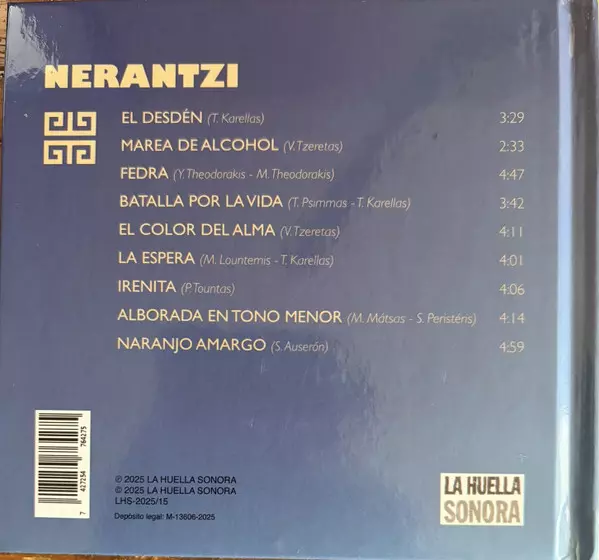 NERANTZI
EL DESDÉN (T. Karellas) 3:29
MAREA DE ALCOHOL (V. Tzeretas) 2:33
FEDRA (Y. Theodorakis - M. Theodorakis) 4:47
BATALLA POR LA VIDA (T. Psimmas - T. Karellas) 3:42
EL COLOR DEL ALMA (V. Tzeretas) 4:11
LA ESPERA (M. Lountemis - T. Karellas) 4:01
IRENITA (P. Tountas) 4:06
ALBORADA EN TONO MENOR (M. Mátsas - S. Peristéris) 4:14
NARANJO AMARGO (S. Auserón) 4:59
7 427254 764275
℗ 2025 LA HUELLA SONORA
© 2025 LA HUELLA SONORA
LHS-2025/15
Depósito legal: M-13606-2025
LA HUELLA
SONORA